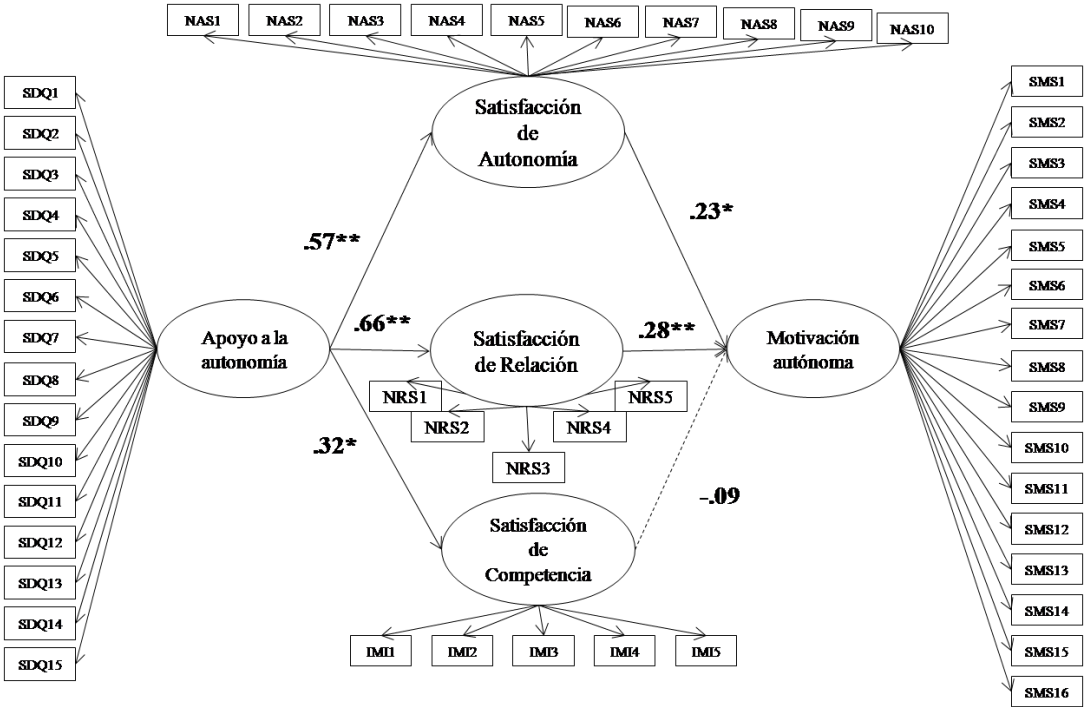 NAS1
NAS2
NAS3
NAS4
NAS5
NAS6
NAS7
NAS8
NAS9
NAS10
SDQ1
SDQ2
SDQ3
SDQ4
SDQ5
SDQ6
SDQ7
SDQ8
SDQ9
SDQ10
SDQ11
SDQ12
SDQ13
SDQ14
SDQ15
Apoyo a la
autonomía
.57**
.66**
.32*
Satisfacción
de
Autonomía
Satisfacción
de Relación
NRS1
NRS2
NRS3
NRS4
NRS5
Satisfacción
de
Competencia
IMI1
IMI2
IMI3
IMI4
IMI5
.23*
.28**
-.09
Motivación
autónoma
SMS1
SMS2
SMS3
SMS4
SMS5
SMS6
SMS7
SMS8
SMS9
SMS10
SMS11
SMS12
SMS13
SMS14
SMS15
SMS16